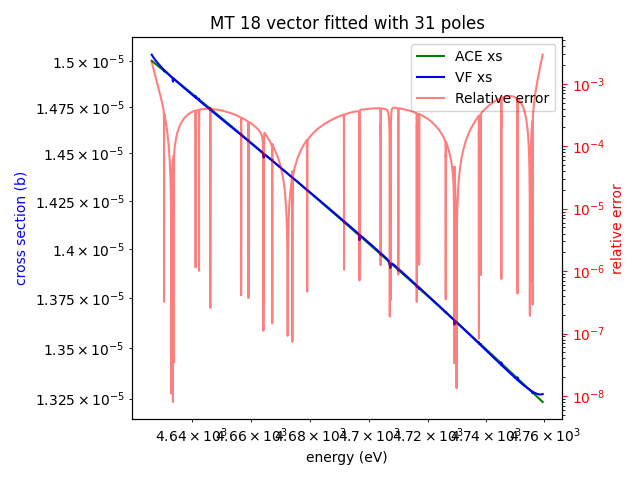 MT 18 vector fitted with 31 poles
ACE xs
VF xs
Relative error
cross section (b)
1.5 × 10⁻⁵
1.475 × 10⁻⁵
1.45 × 10⁻⁵
1.425 × 10⁻⁵
1.4 × 10⁻⁵
1.375 × 10⁻⁵
1.35 × 10⁻⁵
1.325 × 10⁻⁵
10⁻³
10⁻⁴
10⁻⁵
10⁻⁶
10⁻⁷
10⁻⁸
relative error
4.64 × 10³ 4.66 × 10³ 4.68 × 10³ 4.7 × 10³ 4.72 × 10³ 4.74 × 10³ 4.76 × 10³
energy (eV)